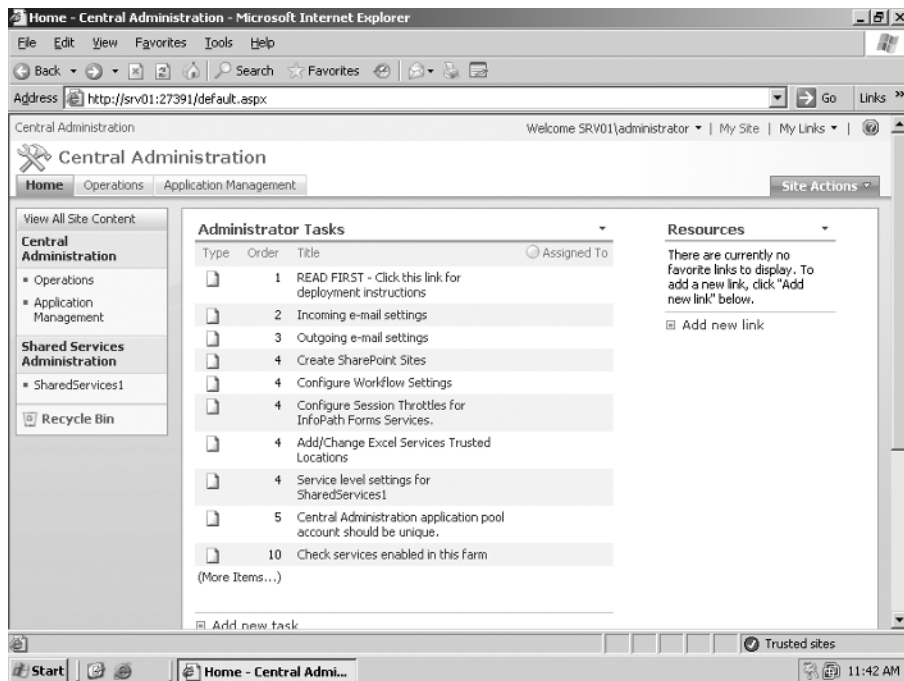 Home - Central Administration - Microsoft Internet Explorer
File Edit View Favorites Tools Help
Back Search Favorites
Address http://srv01:27391/default.aspx Go Links »
Central Administration Welcome SRV01\administrator | My Site | My Links |
Central Administration
Home Operations Application Management Site Actions
View All Site Content
Central
Administration
Operations
Application
Management
Shared Services
Administration
SharedServices1
Recycle Bin
Administrator Tasks
Type Order Title Assigned To
1 READ FIRST - Click this link for
deployment instructions
2 Incoming e-mail settings
3 Outgoing e-mail settings
4 Create SharePoint Sites
4 Configure Workflow Settings
4 Configure Session Throttles for
InfoPath Forms Services.
4 Add/Change Excel Services Trusted
Locations
4 Service level settings for
SharedServices1
5 Central Administration application pool
account should be unique.
10 Check services enabled in this farm
(More Items...)
Add new task
Resources
There are currently no
favorite links to display. To
add a new link, click "Add
new link" below.
Add new link
Trusted sites
Start Home - Central Admi... 11:42 AM